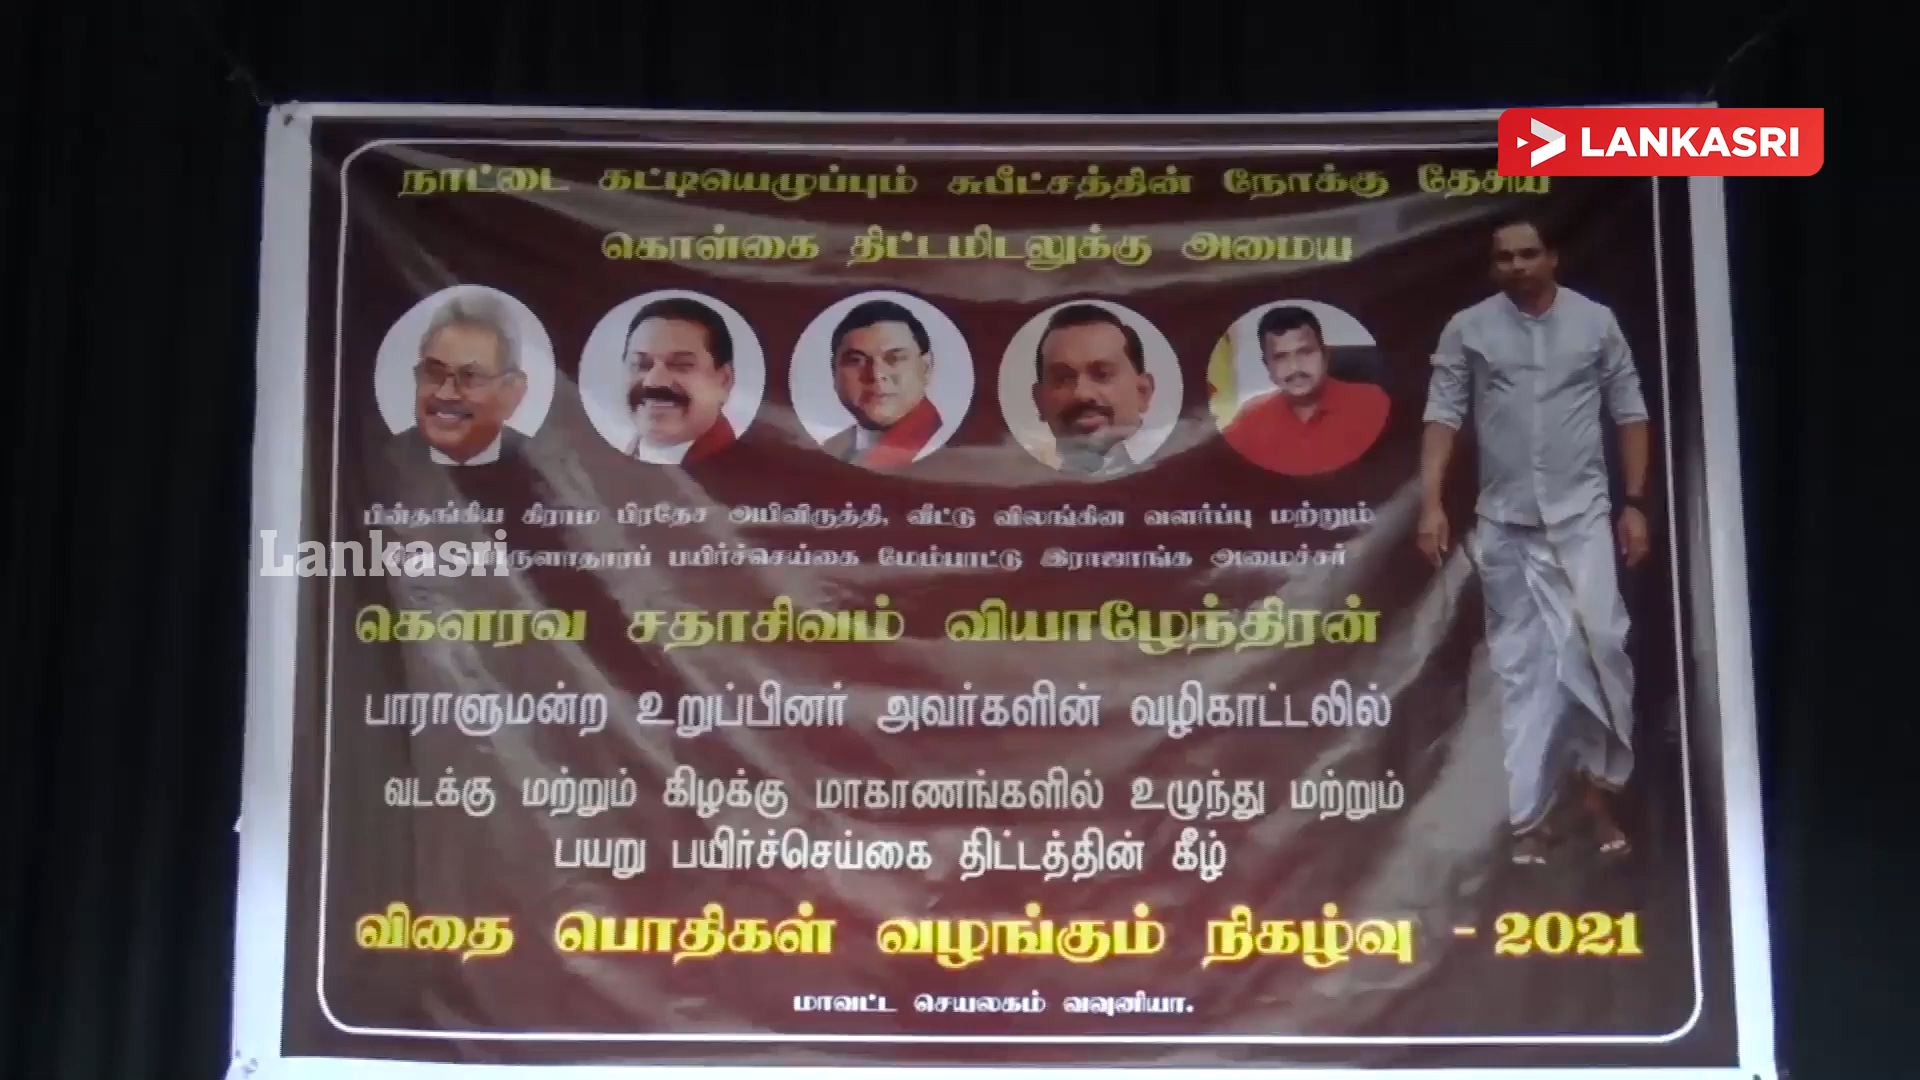 LANKASRI
நாட்டை கட்டியெழுப்பும் சுபீட்சத்தின் நோக்கு தேசிய
கொள்கை திட்டமிடலுக்கு அமைய
பின்தங்கிய கிராம பிரதேச அபிவிருத்தி, வீட்டு விலங்கின வளர்ப்பு மற்றும்
பயிர்ச்செய்கை மேம்பாட்டு இராஜாங்க அமைச்சர்
Lankasri
கௌரவ சதாசிவம் வியாழேந்திரன்
பாராளுமன்ற உறுப்பினர் அவர்களின் வழிகாட்டலில்
வடக்கு மற்றும் கிழக்கு மாகாணங்களில் உழுந்து மற்றும்
பயறு பயிர்ச்செய்கை திட்டத்தின் கீழ்
விதை பொதிகள் வழங்கும் நிகழ்வு - 2021
மாவட்ட செயலகம் வவுனியா.